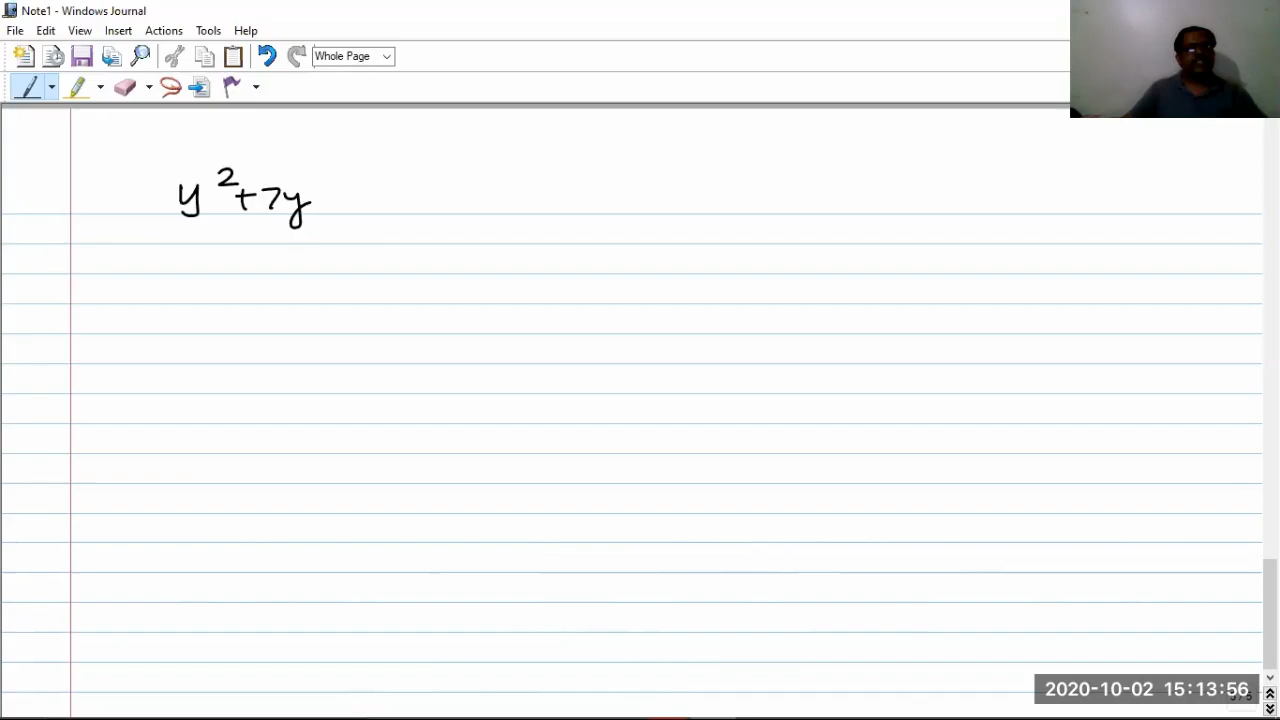 Note1 - Windows Journal
File Edit View Insert Actions Tools Help
Whole Page
y²+7y
2020-10-02 15:13:56